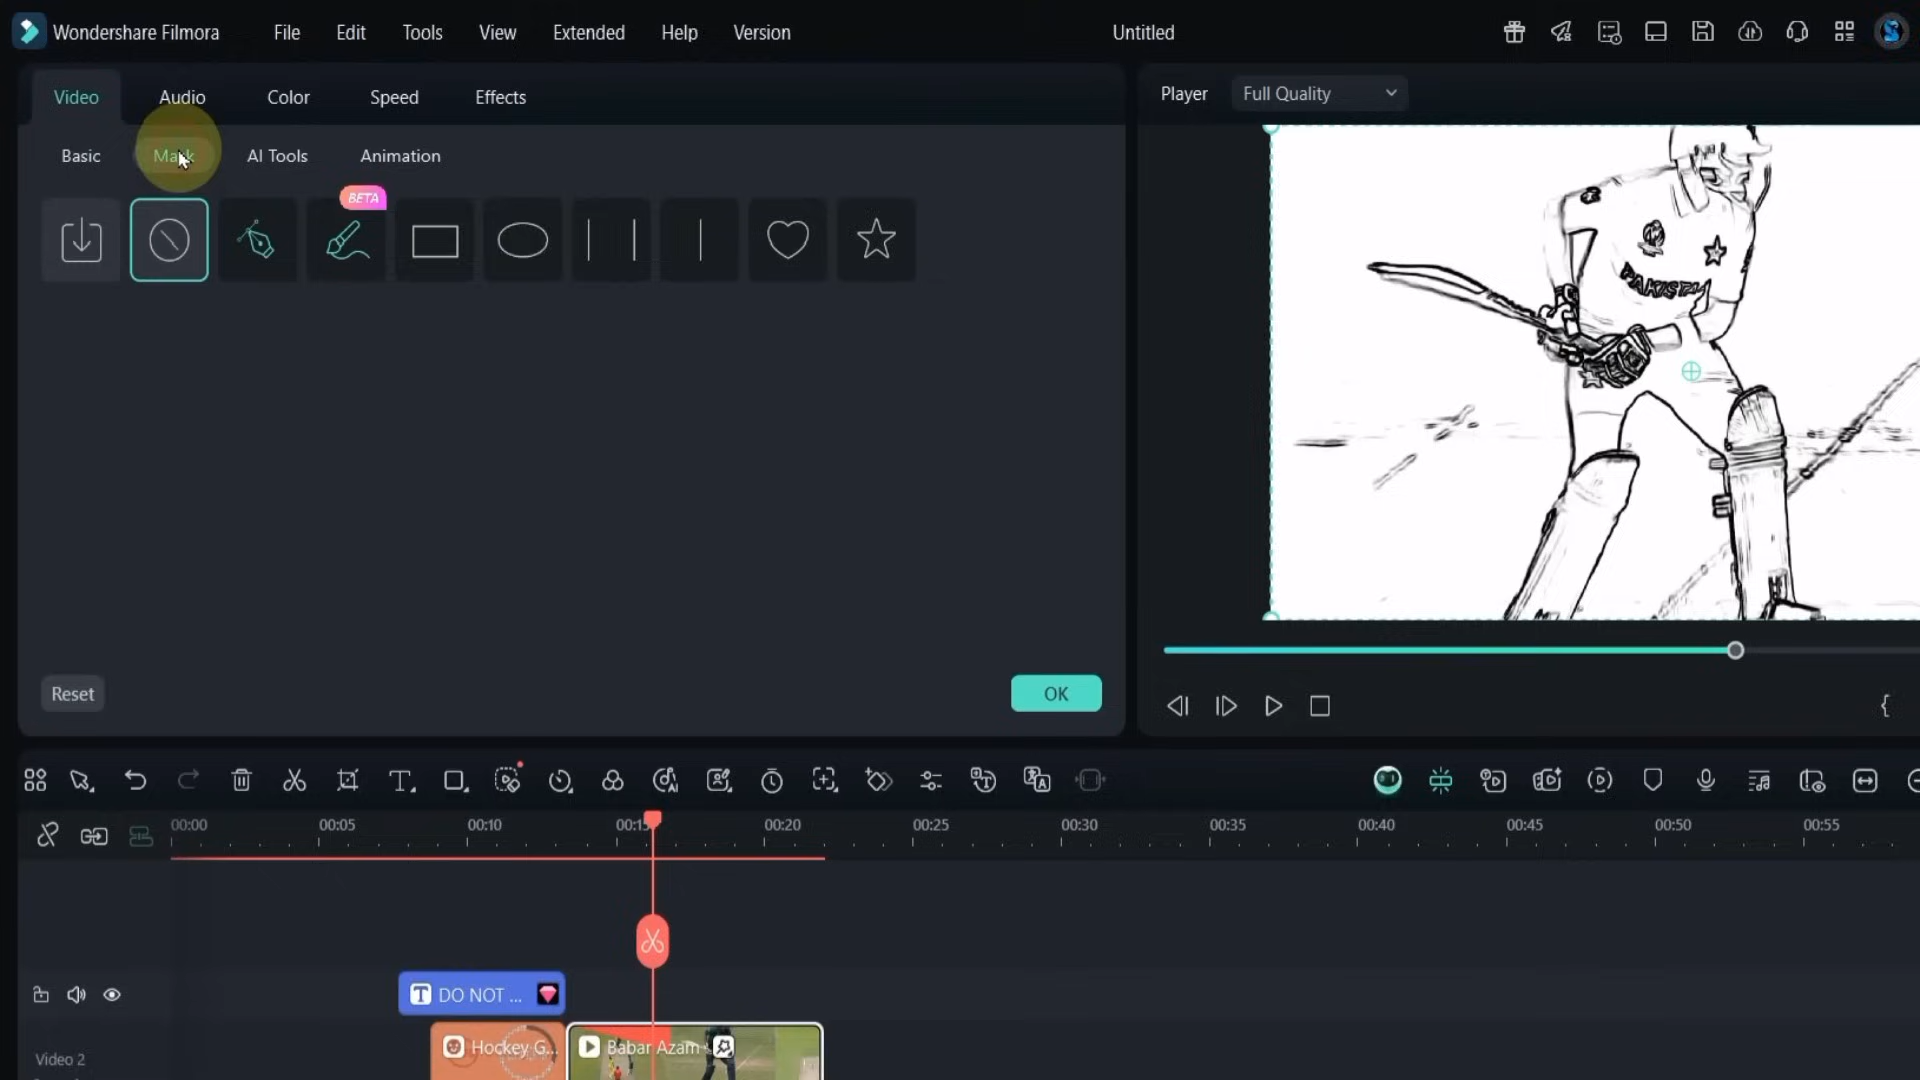 Wondershare Filmora File Edit Tools View Extended Help Version Untitled
Video Audio Color Speed Effects
Player Full Quality
Basic Mask AI Tools Animation
BETA
PAKISTA
Reset OK
00:00 00:05 00:10 00:15 00:20 00:25 00:30 00:35 00:40 00:45 00:50 00:55
DO NOT ...
Video 2 Hockey G... Babar Azam